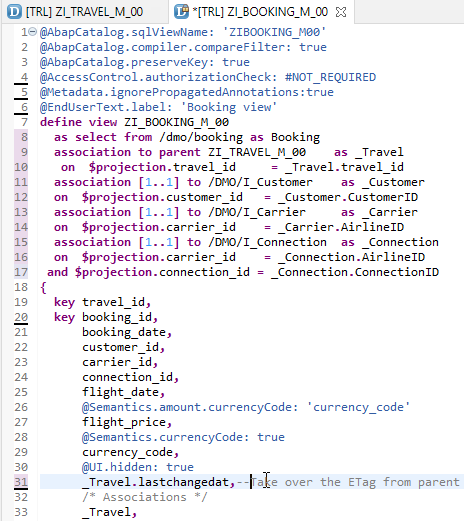 [TRL] ZI_TRAVEL_M_00 *[TRL] ZI_BOOKING_M_00
1 @AbapCatalog.sqlViewName: 'ZIBOOKING_M00'
2 @AbapCatalog.compiler.compareFilter: true
3 @AbapCatalog.preserveKey: true
4 @AccessControl.authorizationCheck: #NOT_REQUIRED
5 @Metadata.ignorePropagatedAnnotations:true
6 @EndUserText.label: 'Booking view'
7 define view ZI_BOOKING_M_00
8 as select from /dmo/booking as Booking
9 association to parent ZI_TRAVEL_M_00 as _Travel
10 on $projection.travel_id = _Travel.travel_id
11 association [1..1] to /DMO/I_Customer as _Customer
12 on $projection.customer_id = _Customer.CustomerID
13 association [1..1] to /DMO/I_Carrier as _Carrier
14 on $projection.carrier_id = _Carrier.AirlineID
15 association [1..1] to /DMO/I_Connection as _Connection
16 on $projection.carrier_id = _Connection.AirlineID
17 and $projection.connection_id = _Connection.ConnectionID
18 {
19 key travel_id,
20 key booking_id,
21 booking_date,
22 customer_id,
23 carrier_id,
24 connection_id,
25 flight_date,
26 @Semantics.amount.currencyCode: 'currency_code'
27 flight_price,
28 @Semantics.currencyCode: true
29 currency_code,
30 @UI.hidden: true
31 _Travel.lastchangedat,--Take over the ETag from parent
32 /* Associations */
33 _Travel,